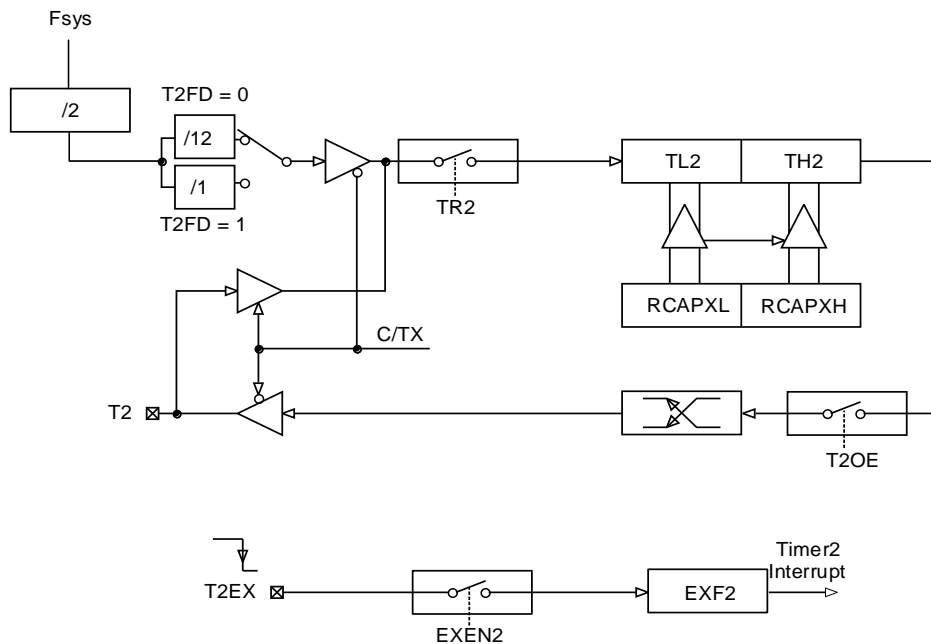 Fsys
/2
T2FD = 0
/12
/1
T2FD = 1
TR2
TL2
TH2
RCAPXL
RCAPXH
C/TX
T2
T2OE
T2EX
EXEN2
EXF2
Timer2
Interrupt